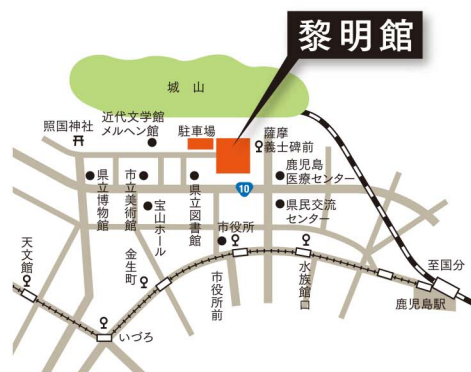 黎明館
城山
近代文学館
メルヘン館
照国神社
駐車場
薩摩
義士碑前
鹿児島
医療センター
県立博物館
市立美術館
宝山ホール
県立図書館
10
県民交流
センター
市役所
天文館
金生町
市役所前
水族館口
至国分
鹿児島駅
いづろ